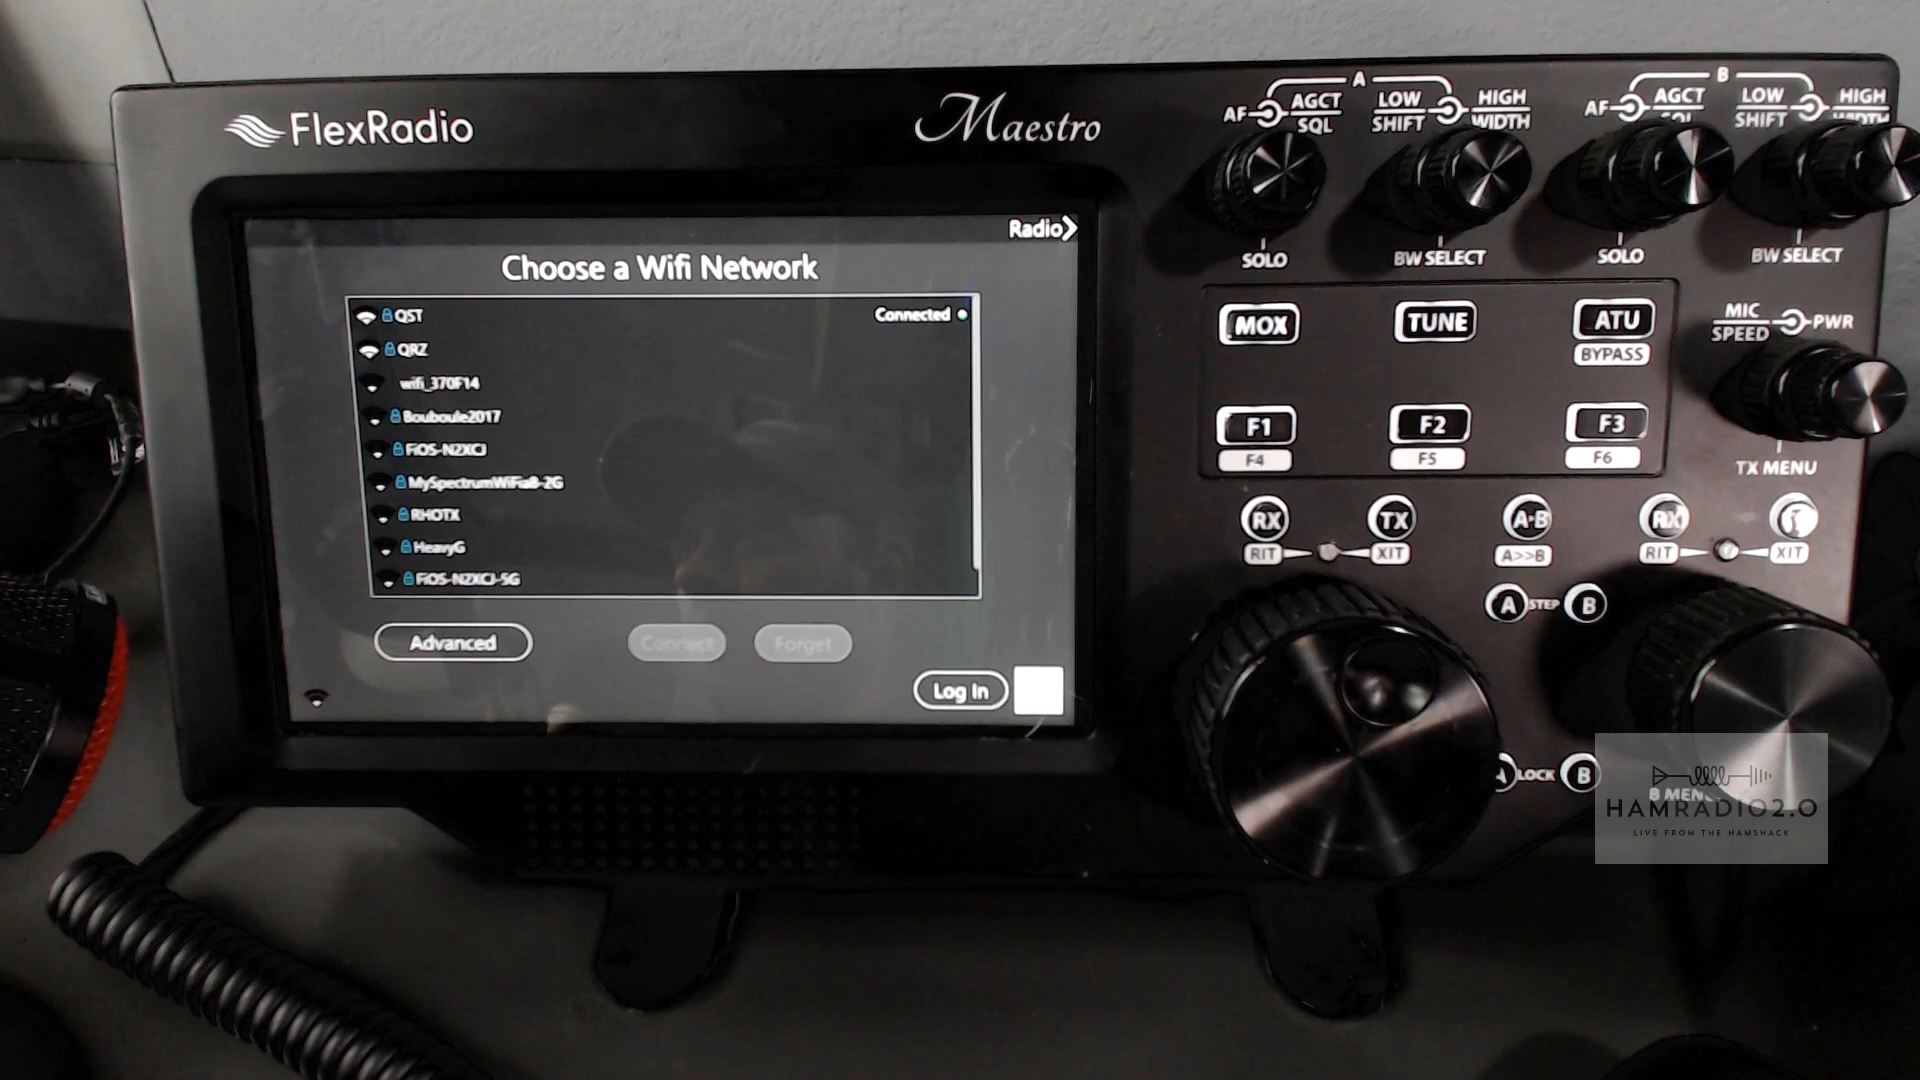 FlexRadio
Maestro
Radio
Choose a Wifi Network
QST Connected
QRZ
wifi_370F14
Bouboule2017
FiOS-N2XCJ
MySpectrumWiFia8-2G
RHOTX
HeavyG
FiOS-N2XCJ-5G
Advanced Connect Forget
Log In
A
AF AGCT LOW HIGH
SQL SHIFT WIDTH
SOLO BW SELECT
B
AF AGCT LOW HIGH
SQL SHIFT WIDTH
SOLO BW SELECT
MOX TUNE ATU
BYPASS
MIC PWR
SPEED
F1 F2 F3
F4 F5 F6
TX MENU
RX TX A>B RX
RIT XIT A>>B RIT XIT
A STEP B
A LOCK B
B MENU
HAMRADIO2.0
LIVE FROM THE HAMSHACK